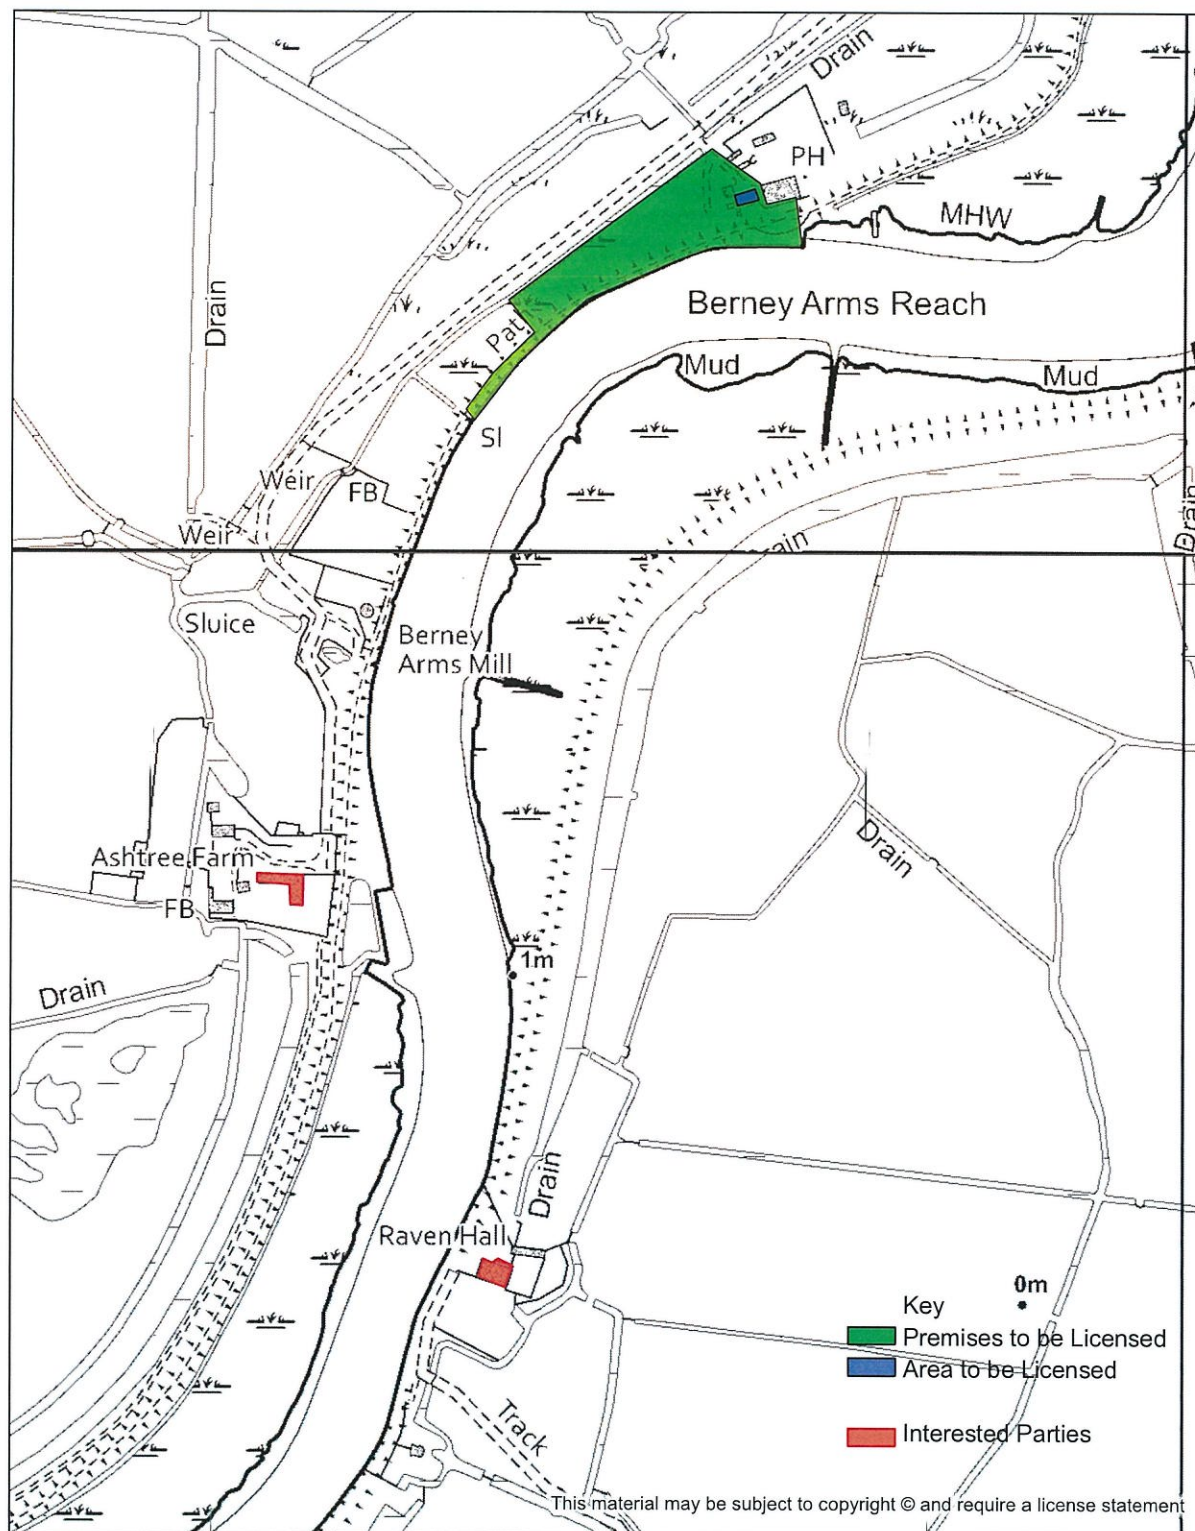 Drain
PH
MHW
Drain
Berney Arms Reach
Pat
Mud
Mud
Sl
Weir
FB
Drain
Weir
Sluice
Berney
Arms Mill
Drain
Ashtree Farm
FB
1m
Drain
Drain
Raven Hall
0m
Key
Premises to be Licensed
Area to be Licensed
Track
Interested Parties
This material may be subject to copyright © and require a license statement